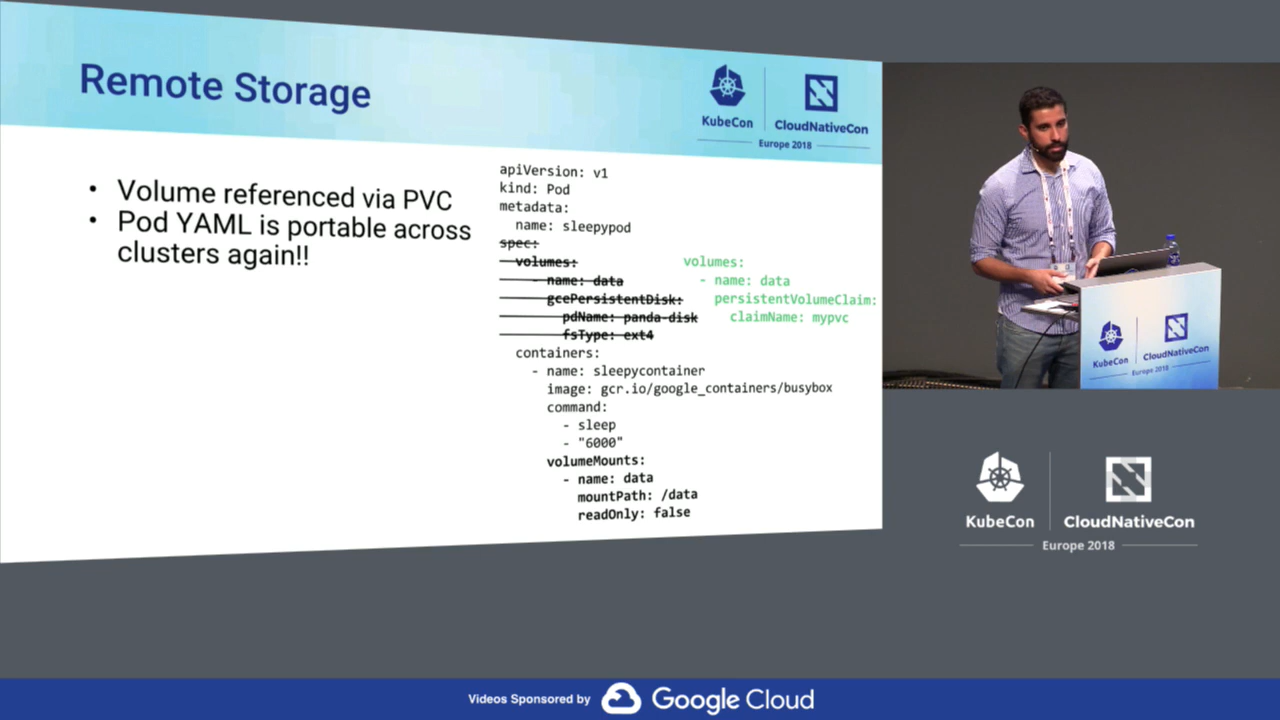 Remote Storage
KubeCon
CloudNativeCon
Europe 2018
• Volume referenced via PVC
• Pod YAML is portable across
clusters again!!
apiVersion: v1
kind: Pod
metadata:
name: sleepypod
spec:
volumes:
- name: data
gcePersistentDisk:
pdName: panda-disk
fsType: ext4
volumes:
- name: data
persistentVolumeClaim:
claimName: mypvc
containers:
- name: sleepycontainer
image: gcr.io/google_containers/busybox
command:
- sleep
- "6000"
volumeMounts:
- name: data
mountPath: /data
readOnly: false
KubeCon
CloudNativeCon
Europe 2018
KubeCon
CloudNativeCon
Europe 2018
Videos Sponsored by Google Cloud